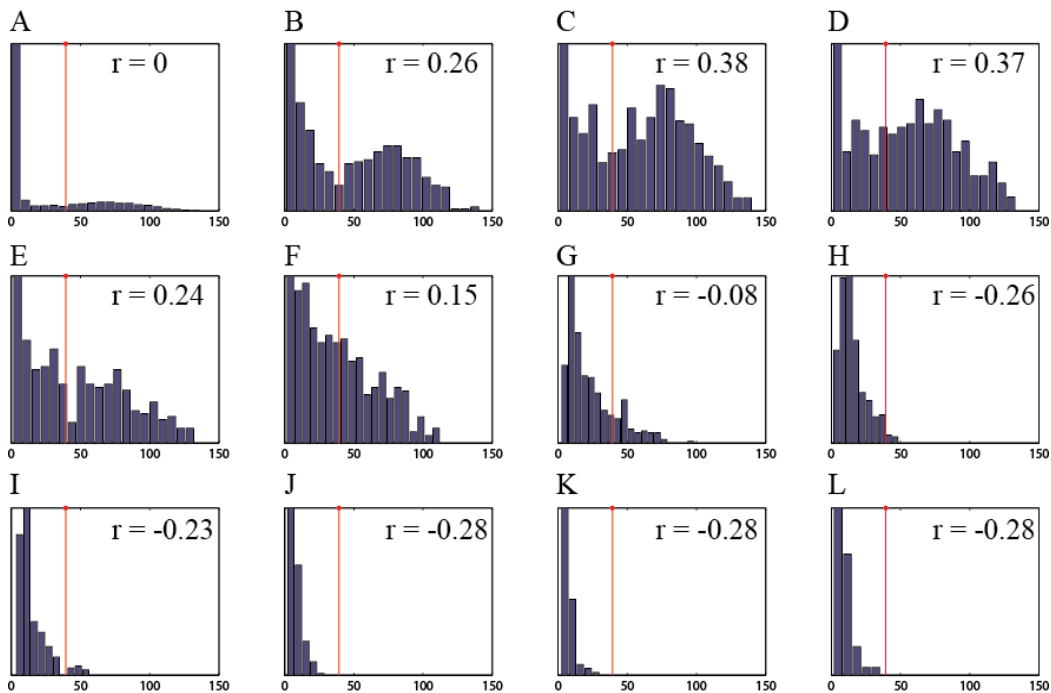 A B C D
r = 0 r = 0.26 r = 0.38 r = 0.37
0 50 100 150 0 50 100 150 0 50 100 150 0 50 100 150
E F G H
r = 0.24 r = 0.15 r = -0.08 r = -0.26
0 50 100 150 0 50 100 150 0 50 100 150 0 50 100 150
I J K L
r = -0.23 r = -0.28 r = -0.28 r = -0.28
0 50 100 150 0 50 100 150 0 50 100 150 0 50 100 150